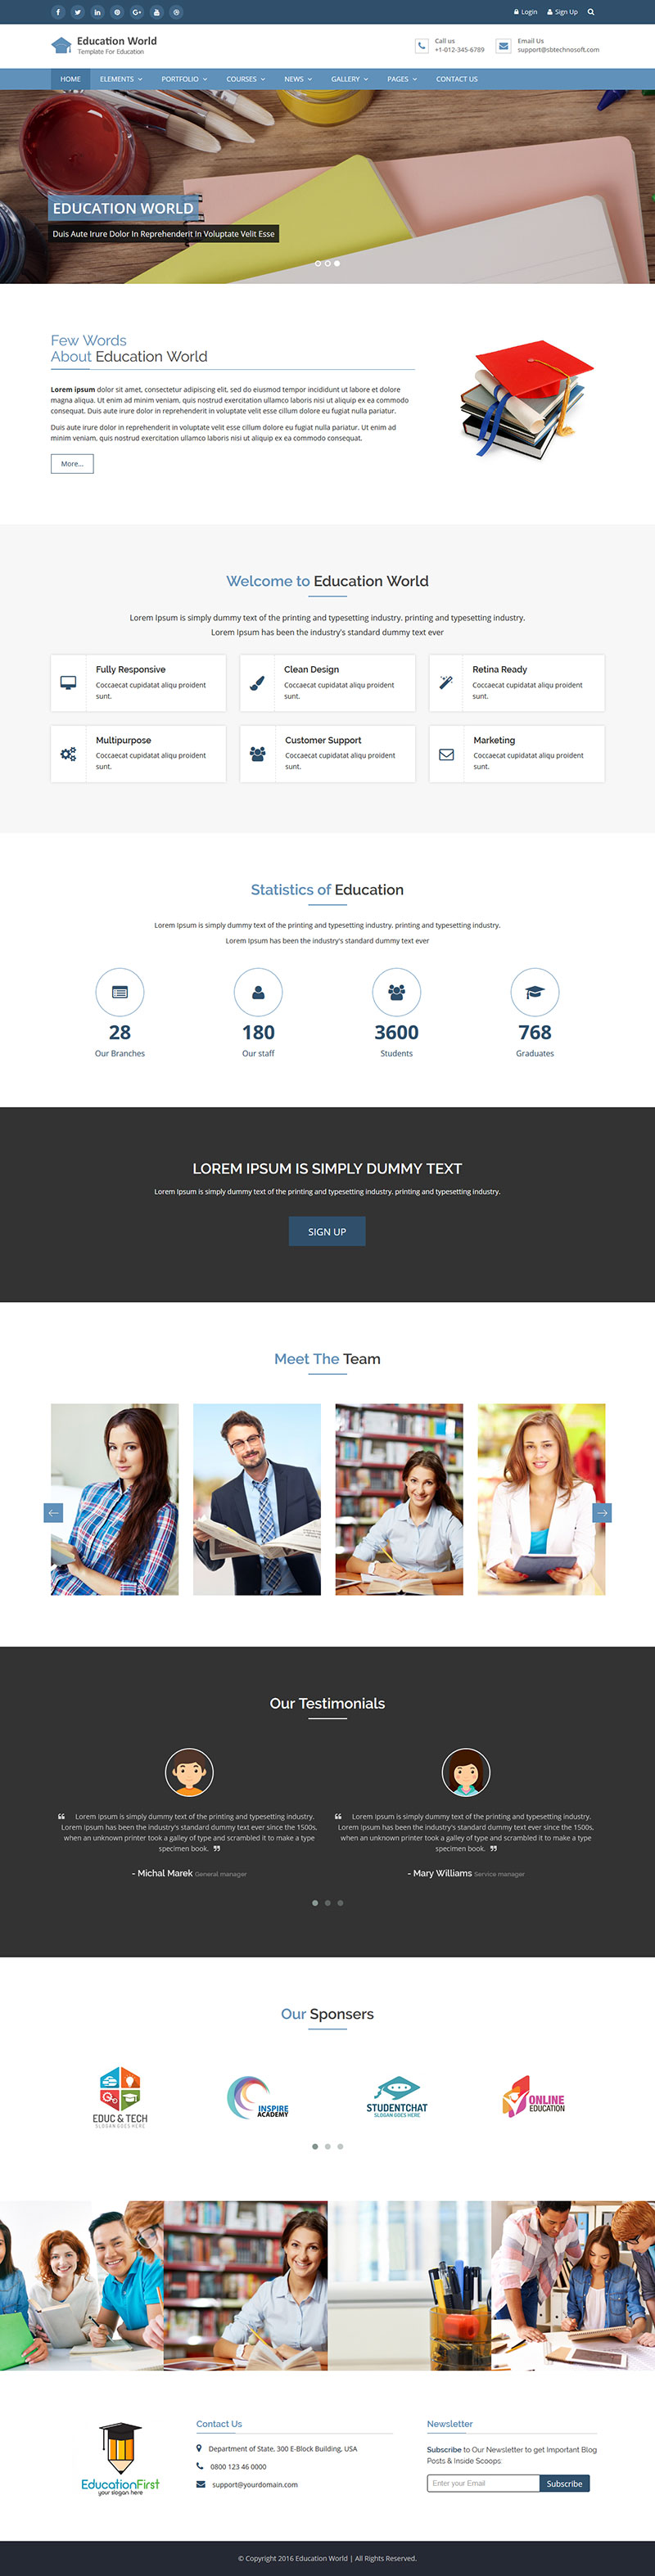 Login Sign Up
Education World
Template For Education
Call us
+1-012-345-6789
Email Us
support@sbtechnosoft.com
HOME ELEMENTS PORTFOLIO COURSES NEWS GALLERY PAGES CONTACT US
EDUCATION WORLD
Duis Aute Irure Dolor In Reprehenderit In Voluptate Velit Esse
Few Words
About Education World
Lorem ipsum dolor sit amet, consectetur adipiscing elit, sed do eiusmod tempor incididunt ut labore et dolore
magna aliqua. Ut enim ad minim veniam, quis nostrud exercitation ullamco laboris nisi ut aliquip ex ea commodo
consequat. Duis aute irure dolor in reprehenderit in voluptate velit esse cillum dolore eu fugiat nulla pariatur.
Duis aute irure dolor in reprehenderit in voluptate velit esse cillum dolore eu fugiat nulla pariatur. Ut enim ad
minim veniam, quis nostrud exercitation ullamco laboris nisi ut aliquip ex ea commodo consequat.
More...
Welcome to Education World
Lorem Ipsum is simply dummy text of the printing and typesetting industry. printing and typesetting industry.
Lorem Ipsum has been the industry's standard dummy text ever
Fully Responsive
Coccaecat cupidatat aliqu proident
sunt.
Clean Design
Coccaecat cupidatat aliqu proident
sunt.
Retina Ready
Coccaecat cupidatat aliqu proident
sunt.
Multipurpose
Coccaecat cupidatat aliqu proident
sunt.
Customer Support
Coccaecat cupidatat aliqu proident
sunt.
Marketing
Coccaecat cupidatat aliqu proident
sunt.
Statistics of Education
Lorem Ipsum is simply dummy text of the printing and typesetting industry. printing and typesetting industry.
Lorem Ipsum has been the industry's standard dummy text ever
28 180 3600 768
Our Branches Our staff Students Graduates
LOREM IPSUM IS SIMPLY DUMMY TEXT
Lorem Ipsum is simply dummy text of the printing and typesetting industry. printing and typesetting industry.
SIGN UP
Meet The Team
Our Testimonials
Lorem Ipsum is simply dummy text of the printing and typesetting industry.
Lorem Ipsum has been the industry's standard dummy text ever since the 1500s,
when an unknown printer took a galley of type and scrambled it to make a type
specimen book.
- Michal Marek General manager
Lorem Ipsum is simply dummy text of the printing and typesetting industry.
Lorem Ipsum has been the industry's standard dummy text ever since the 1500s,
when an unknown printer took a galley of type and scrambled it to make a type
specimen book.
- Mary Williams Service manager
Our Sponsers
EDUC & TECH
SLOGAN GOES HERE
INSPIRE
ACADEMY
STUDENTCHAT
SLOGAN GOES HERE
ONLINE
EDUCATION
EducationFirst
your slogan here
Contact Us
Department of State, 300 E-Block Building, USA
0800 123 46 0000
support@yourdomain.com
Newsletter
Subscribe to Our Newsletter to get Important Blog
Posts & Inside Scoops:
Enter your Email Subscribe
© Copyright 2016 Education World | All Rights Reserved.